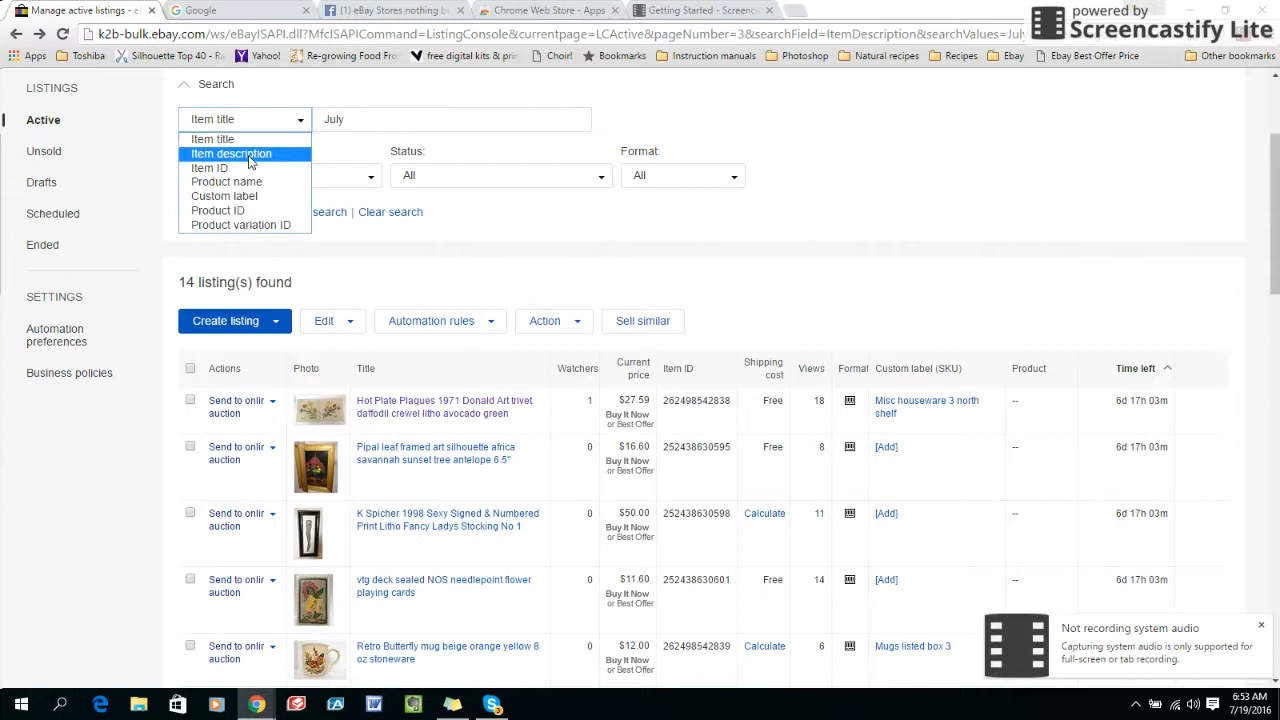 Manage active listings - e
Google
(1) eBay Stores nothing b
Chrome Web Store - Apps
Getting Started - Screenc
powered by
Screencastify Lite
k2b-bulk.ebay.com/ws/eBayISAPI.dll?
ListingConsole&currentpage=LCActive&pageNumber=3&searchField=ItemDescription&searchValues=July
Apps
Toshiba
Silhouette Top 40 - Ra
Yahoo!
Re-growing Food Fr
free digital kits & prin
Choir!
Bookmarks
Instruction manuals
Photoshop
Natural recipes
Recipes
Ebay
Ebay Best Offer Price
Other bookmarks
LISTINGS
Active
Unsold
Drafts
Scheduled
Ended
SETTINGS
Automation
preferences
Business policies
Search
Item title
July
Item title
Item description
Item ID
Product name
Custom label
Product ID
Product variation ID
Status:
Format:
All
All
search | Clear search
14 listing(s) found
Create listing
Edit
Automation rules
Action
Sell similar
Actions Photo Title Watchers Current price Item ID Shipping cost Views Format Custom label (SKU) Product Time left
Send to onlir Hot Plate Plaques 1971 Donald Art trivet 1 $27.59 262498542838 Free 18 Misc houseware 3 north -- 6d 17h 03m
auction daffodil crewel litho avocado green Buy It Now shelf
or Best Offer
Send to onlir Pipal leaf framed art silhouette africa 0 $16.60 252438630595 Free 8 [Add] -- 6d 17h 03m
auction savannah sunset tree antelope 6.5" Buy It Now
or Best Offer
Send to onlir K Spicher 1998 Sexy Signed & Numbered 0 $50.00 252438630598 Calculate 11 [Add] -- 6d 17h 03m
auction Print Litho Fancy Ladys Stocking No 1 Buy It Now
or Best Offer
Send to onlir vtg deck sealed NOS needlepoint flower 0 $11.60 252438630601 Free 14 [Add] -- 6d 17h 03m
auction playing cards Buy It Now
or Best Offer
Send to onlir Retro Butterfly mug beige orange yellow 8 0 $12.00 262498542839 Calculate 6 Mugs listed box 3 -- 6d 17h 03m
auction oz stoneware Buy It Now
or Best Offer
Not recording system audio
Capturing system audio is only supported for
full-screen or tab recording.
6:53 AM
7/19/2016